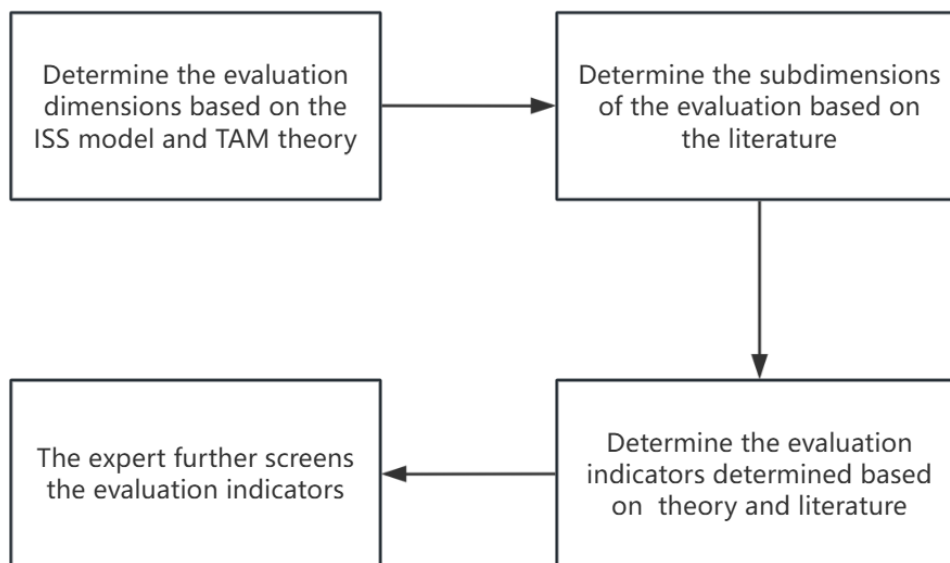 Determine the evaluation
dimensions based on the
ISS model and TAM theory
Determine the subdimensions
of the evaluation based on
the literature
Determine the evaluation
indicators determined based
on  theory and literature
The expert further screens
the evaluation indicators